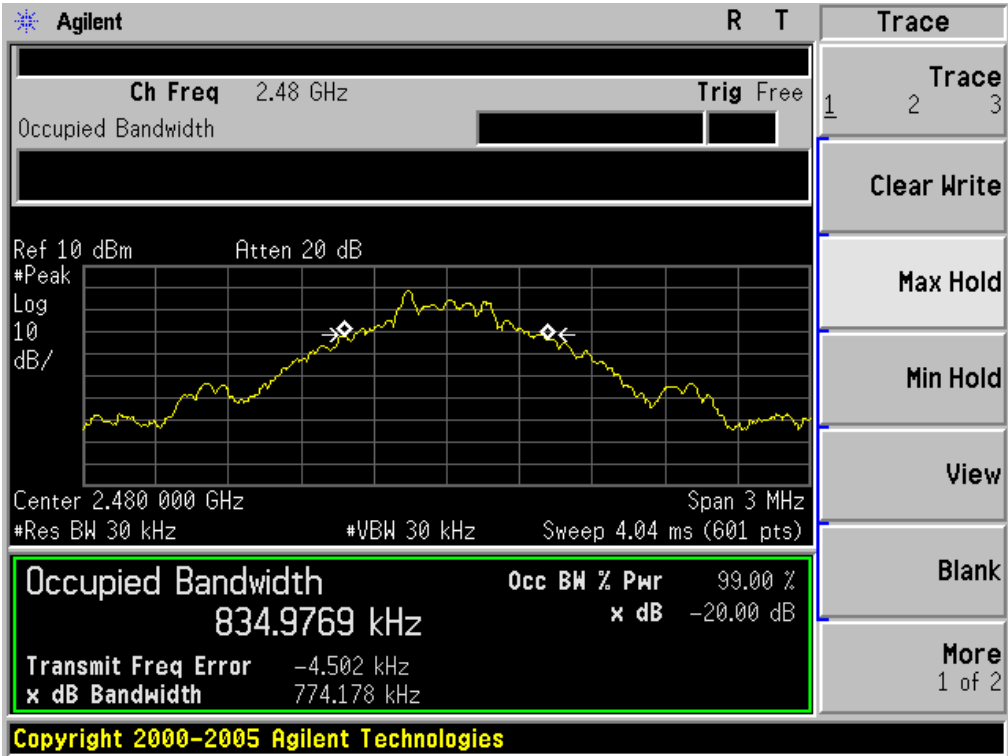 Agilent R T
Ch Freq 2.48 GHz Trig Free
Occupied Bandwidth
Ref 10 dBm Atten 20 dB
#Peak
Log
10
dB/
Center 2.480 000 GHz Span 3 MHz
#Res BW 30 kHz #VBW 30 kHz Sweep 4.04 ms (601 pts)
Occupied Bandwidth Occ BW % Pwr 99.00 %
834.9769 kHz x dB -20.00 dB
Transmit Freq Error -4.502 kHz
x dB Bandwidth 774.178 kHz
Copyright 2000-2005 Agilent Technologies
Trace
Trace
1 2 3
Clear Write
Max Hold
Min Hold
View
Blank
More
1 of 2